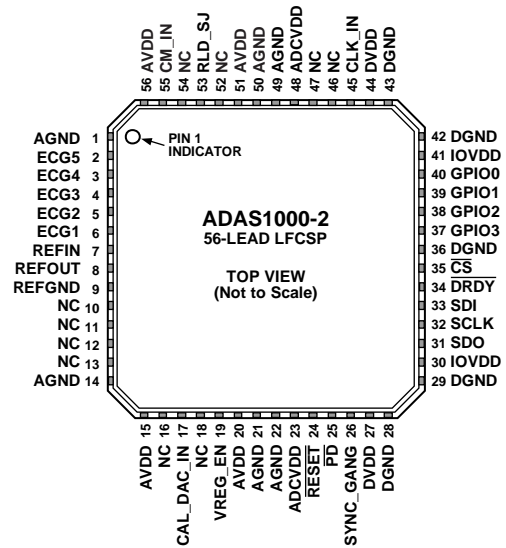 56 AVDD
55 CM_IN
54 NC
53 RLD_SJ
52 NC
51 AVDD
50 AGND
49 AGND
48 ADCVDD
47 NC
46 NC
45 CLK_IN
44 DVDD
43 DGND
AGND 1
ECG5 2
ECG4 3
ECG3 4
ECG2 5
ECG1 6
REFIN 7
REFOUT 8
REFGND 9
NC 10
NC 11
NC 12
NC 13
AGND 14
PIN 1
INDICATOR
ADAS1000-2
56-LEAD LFCSP
TOP VIEW
(Not to Scale)
42 DGND
41 IOVDD
40 GPIO0
39 GPIO1
38 GPIO2
37 GPIO3
36 DGND
35 CS
34 DRDY
33 SDI
32 SCLK
31 SDO
30 IOVDD
29 DGND
AVDD 15
NC 16
CAL_DAC_IN 17
NC 18
VREG_EN 19
AVDD 20
AGND 21
AGND 22
ADCVDD 23
RESET 24
PD 25
SYNC_GANG 26
DVDD 27
DGND 28